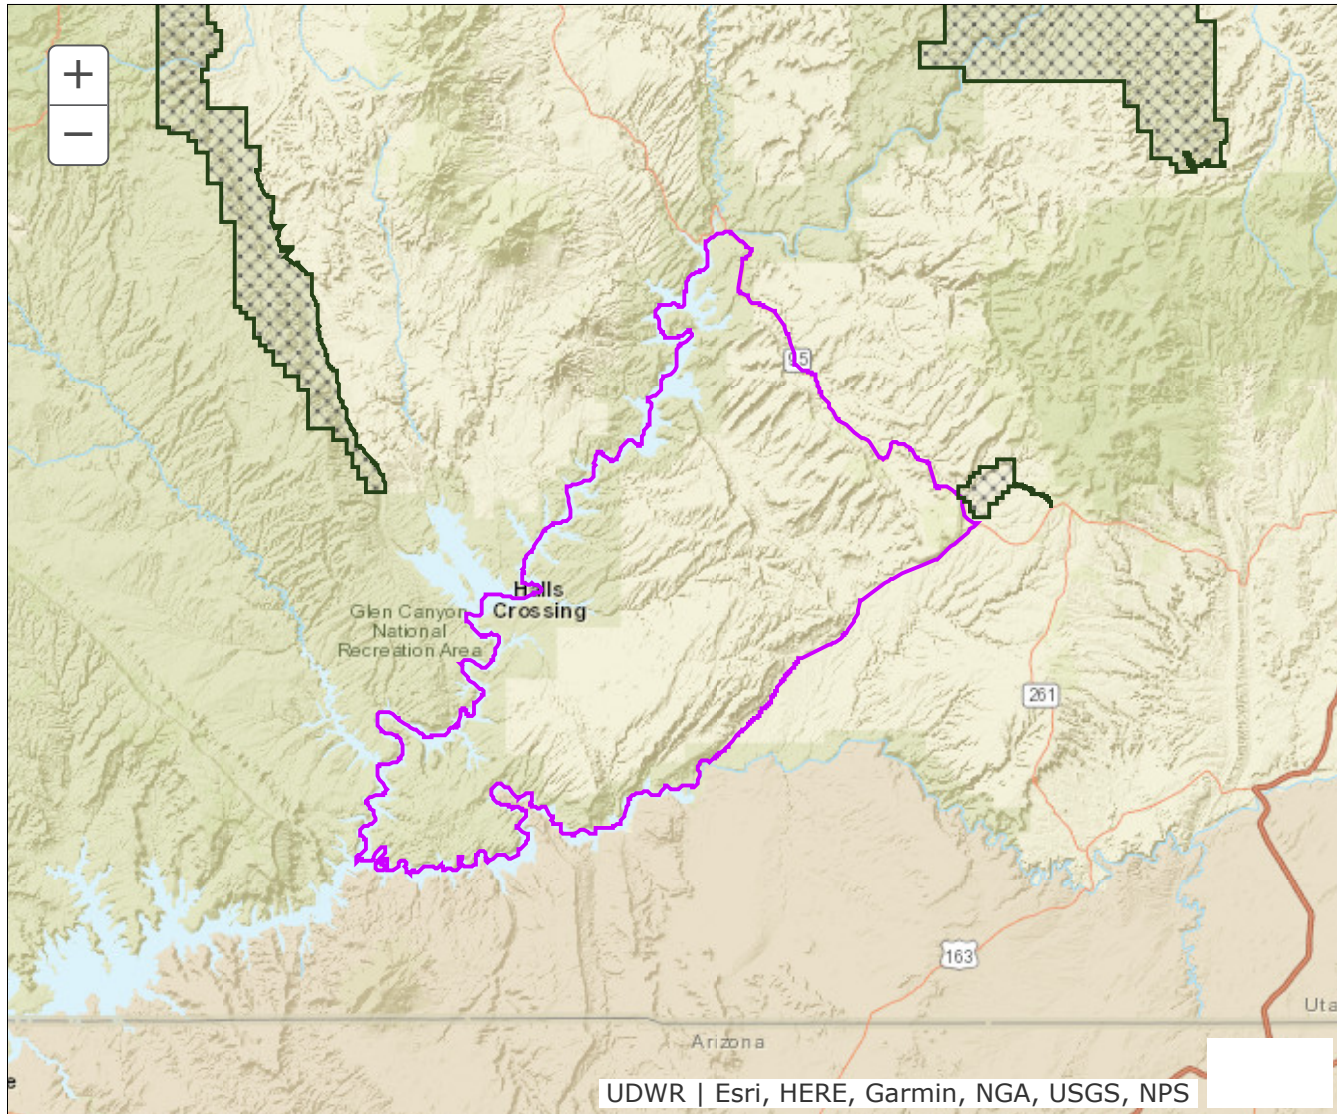 +
−
95
Halls
Crossing
Glen Canyon
National
Recreation Area
261
163
Uta
Arizona
e
UDWR | Esri, HERE, Garmin, NGA, USGS, NPS